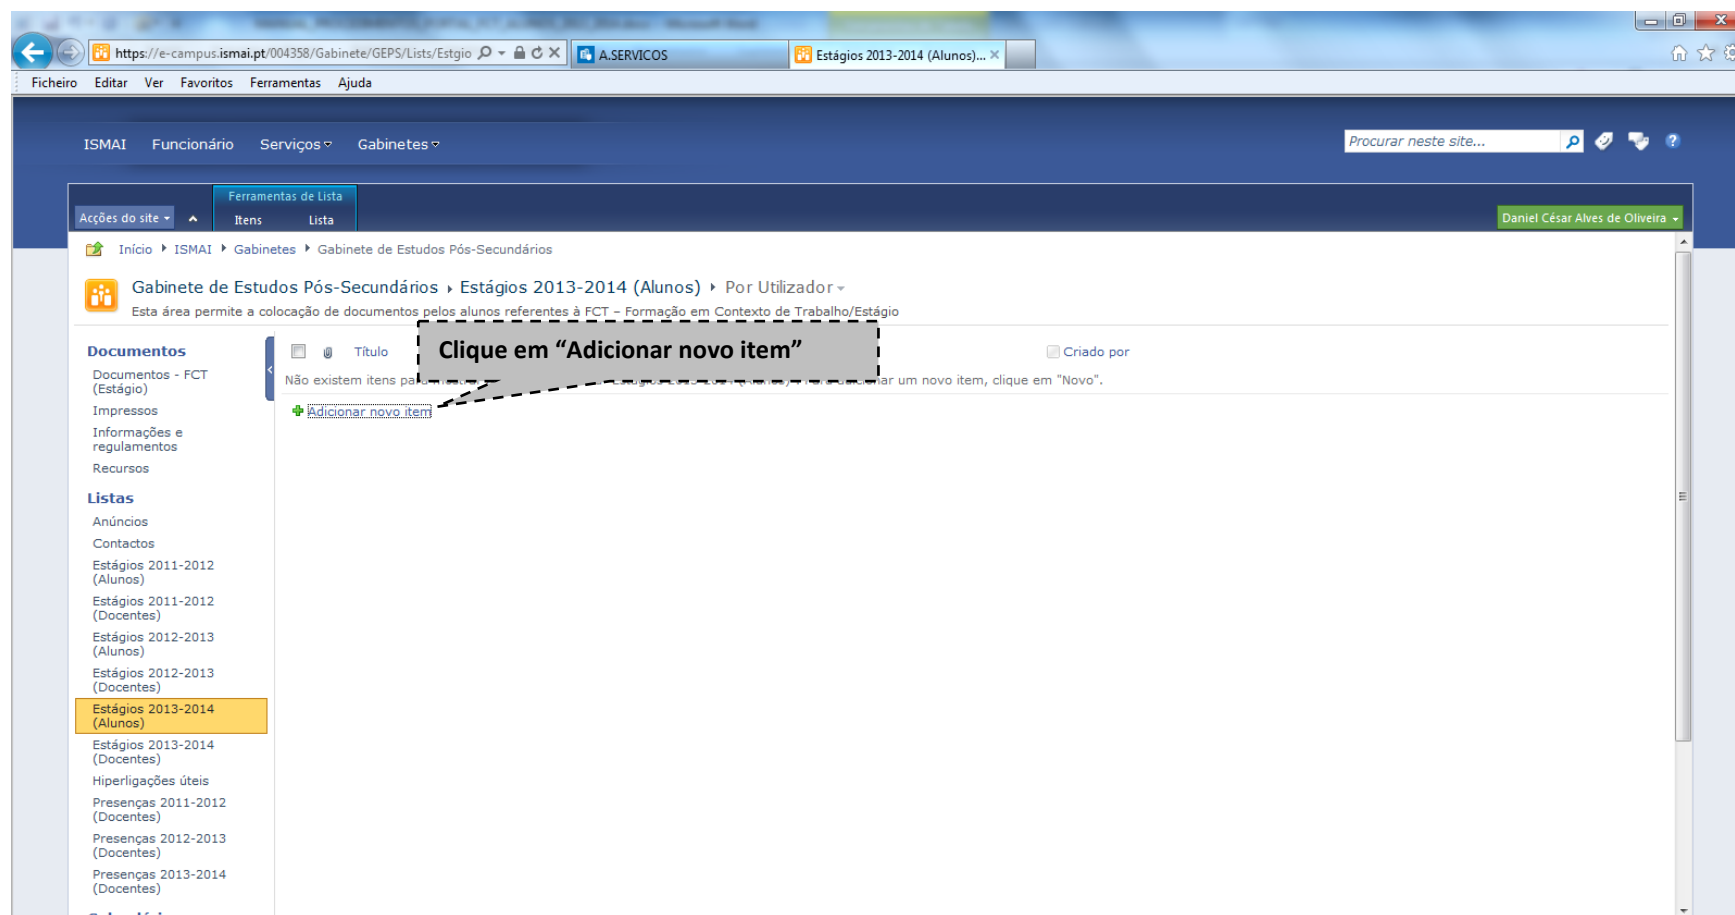 https://e-campus.ismai.pt/004358/Gabinete/GEPS/Lists/Estgio
A.SERVICOS
Estágios 2013-2014 (Alunos)...
Ficheiro Editar Ver Favoritos Ferramentas Ajuda
ISMAI Funcionário Serviços Gabinetes
Procurar neste site...
Ferramentas de Lista
Acções do site Itens Lista
Daniel César Alves de Oliveira
Início ISMAI Gabinetes Gabinete de Estudos Pós-Secundários
Gabinete de Estudos Pós-Secundários Estágios 2013-2014 (Alunos) Por Utilizador
Esta área permite a colocação de documentos pelos alunos referentes à FCT – Formação em Contexto de Trabalho/Estágio
Clique em “Adicionar novo item”
Título Criado por
Não existem itens um novo item, clique em "Novo".
Adicionar novo item
Documentos
Documentos - FCT
(Estágio)
Impressos
Informações e
regulamentos
Recursos
Listas
Anúncios
Contactos
Estágios 2011-2012
(Alunos)
Estágios 2011-2012
(Docentes)
Estágios 2012-2013
(Alunos)
Estágios 2012-2013
(Docentes)
Estágios 2013-2014
(Alunos)
Estágios 2013-2014
(Docentes)
Hiperligações úteis
Presenças 2011-2012
(Docentes)
Presenças 2012-2013
(Docentes)
Presenças 2013-2014
(Docentes)